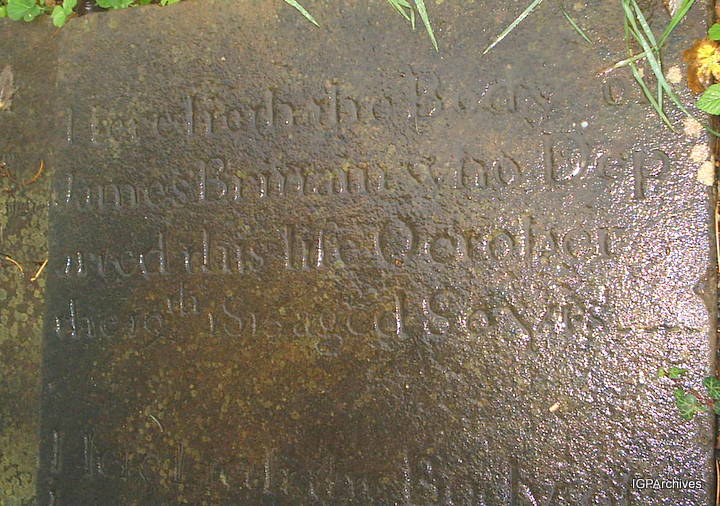 Here lieth the Body of
James Brittain who Dep
arted this life October
the 19th 1813 aged 80 yrs
Here lieth the Body of
IGPArchives